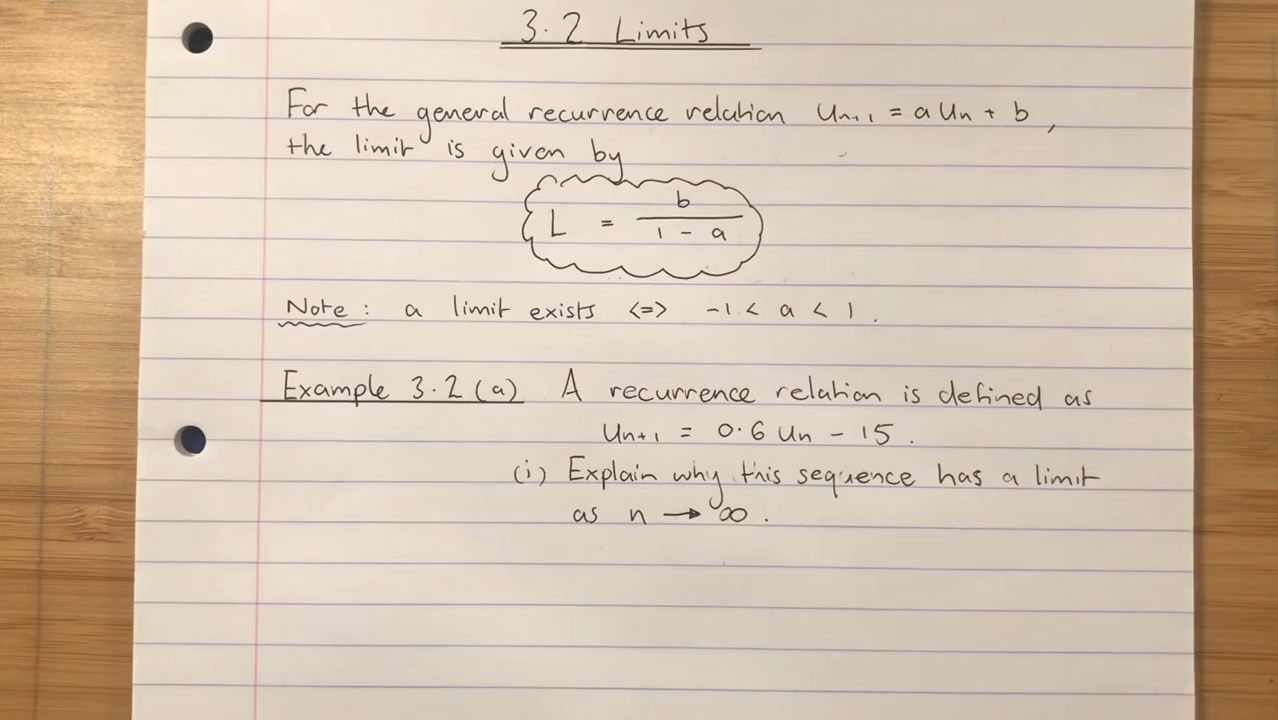 3.2 Limits
For the general recurrence relation Uₙ₊₁ = a Uₙ + b,
the limit is given by
L = b / (1 - a)
Note: a limit exists <=> -1 < a < 1.
Example 3.2 (a) A recurrence relation is defined as
Uₙ₊₁ = 0.6 Uₙ - 15.
(i) Explain why this sequence has a limit
as n → ∞.